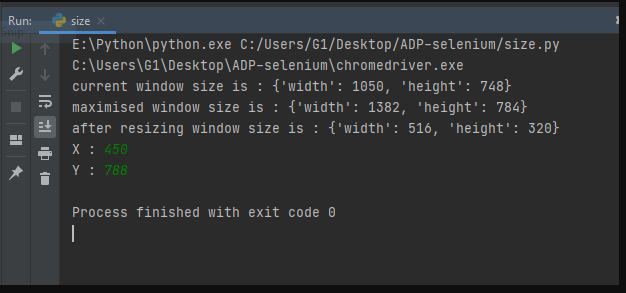 Run:
size
E:\Python\python.exe C:/Users/G1/Desktop/ADP-selenium/size.py
C:\Users\G1\Desktop\ADP-selenium\chromedriver.exe
current window size is : {'width': 1050, 'height': 748}
maximised window size is : {'width': 1382, 'height': 784}
after resizing window size is : {'width': 516, 'height': 320}
X : 450
Y : 788
Process finished with exit code 0